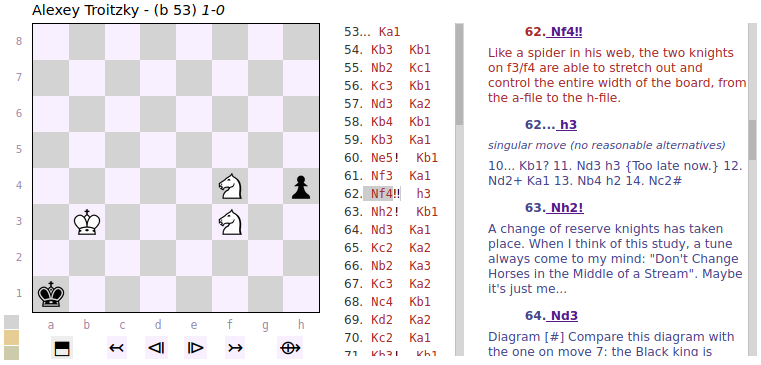 Alexey Troitzky - (b 53) 1-0
8
7
6
5
4
3
2
1
a b c d e f g h
53... Ka1
54. Kb3 Kb1
55. Nb2 Kc1
56. Kc3 Kb1
57. Nd3 Ka2
58. Kb4 Kb1
59. Kb3 Ka1
60. Ne5! Kb1
61. Nf3 Ka1
62. Nf4!! h3
63. Nh2! Kb1
64. Nd3 Ka1
65. Kc2 Ka2
66. Nb2 Ka3
67. Kc3 Ka2
68. Nc4 Kb1
69. Kd2 Ka2
70. Kc2 Ka1
71. Kb3! Kb1
62. Nf4!!
Like a spider in his web, the two knights
on f3/f4 are able to stretch out and
control the entire width of the board, from
the a-file to the h-file.
62... h3
singular move (no reasonable alternatives)
10... Kb1? 11. Nd3 h3 {Too late now.} 12.
Nd2+ Ka1 13. Nb4 h2 14. Nc2#
63. Nh2!
A change of reserve knights has taken
place. When I think of this study, a tune
always come to my mind: "Don't Change
Horses in the Middle of a Stream". Maybe
it's just me...
64. Nd3
Diagram [#] Compare this diagram with
the one on move 7: the Black king is